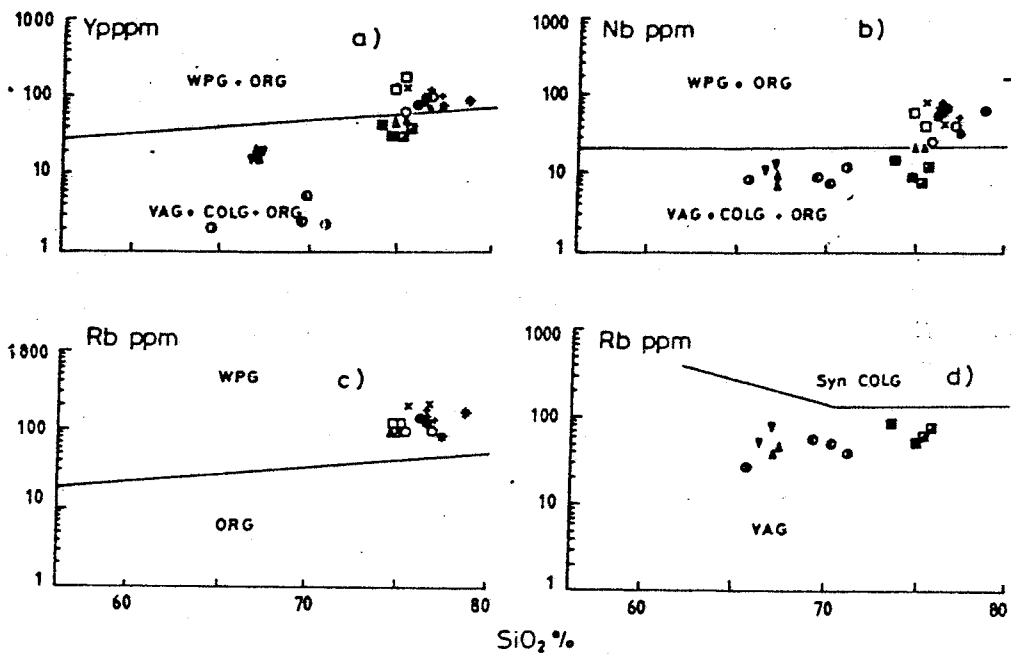 1000
Ypppm
a)
WPG + ORG
100
10
VAG + COLG + ORG
1
1000
Nb ppm
b)
WPG + ORG
100
10
VAG + COLG + ORG
1
1000
Rb ppm
WPG
c)
100
10
ORG
1
60
70
80
1000
Rb ppm
Syn COLG
d)
100
10
VAG
1
60
70
80
SiO₂ %